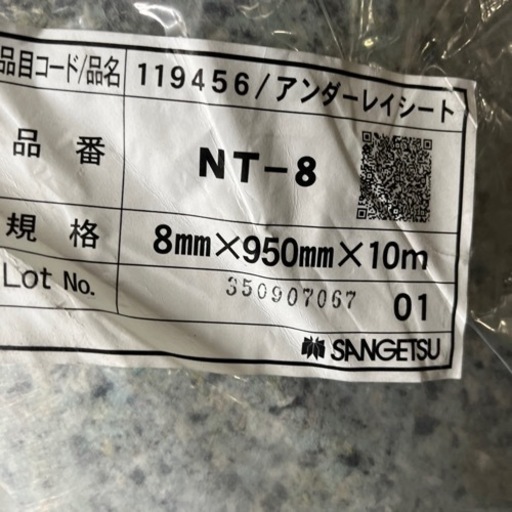 品目コード/品名 119456/アンダーレイシート
品 番 NT-8
規 格 8mm×950mm×10m
Lot No. 350907067 01
SANGETSU